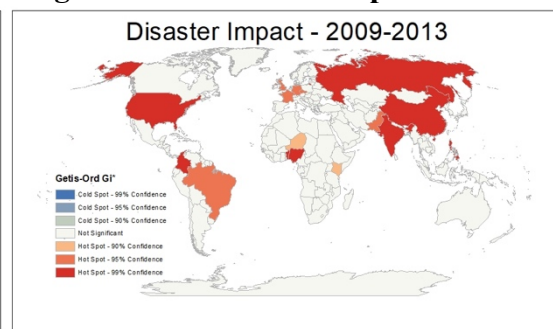 Disaster Impact - 2009-2013
Getis-Ord Gi*
Cold Spot - 99% Confidence
Cold Spot - 95% Confidence
Cold Spot - 90% Confidence
Not Significant
Hot Spot - 90% Confidence
Hot Spot - 95% Confidence
Hot Spot - 99% Confidence